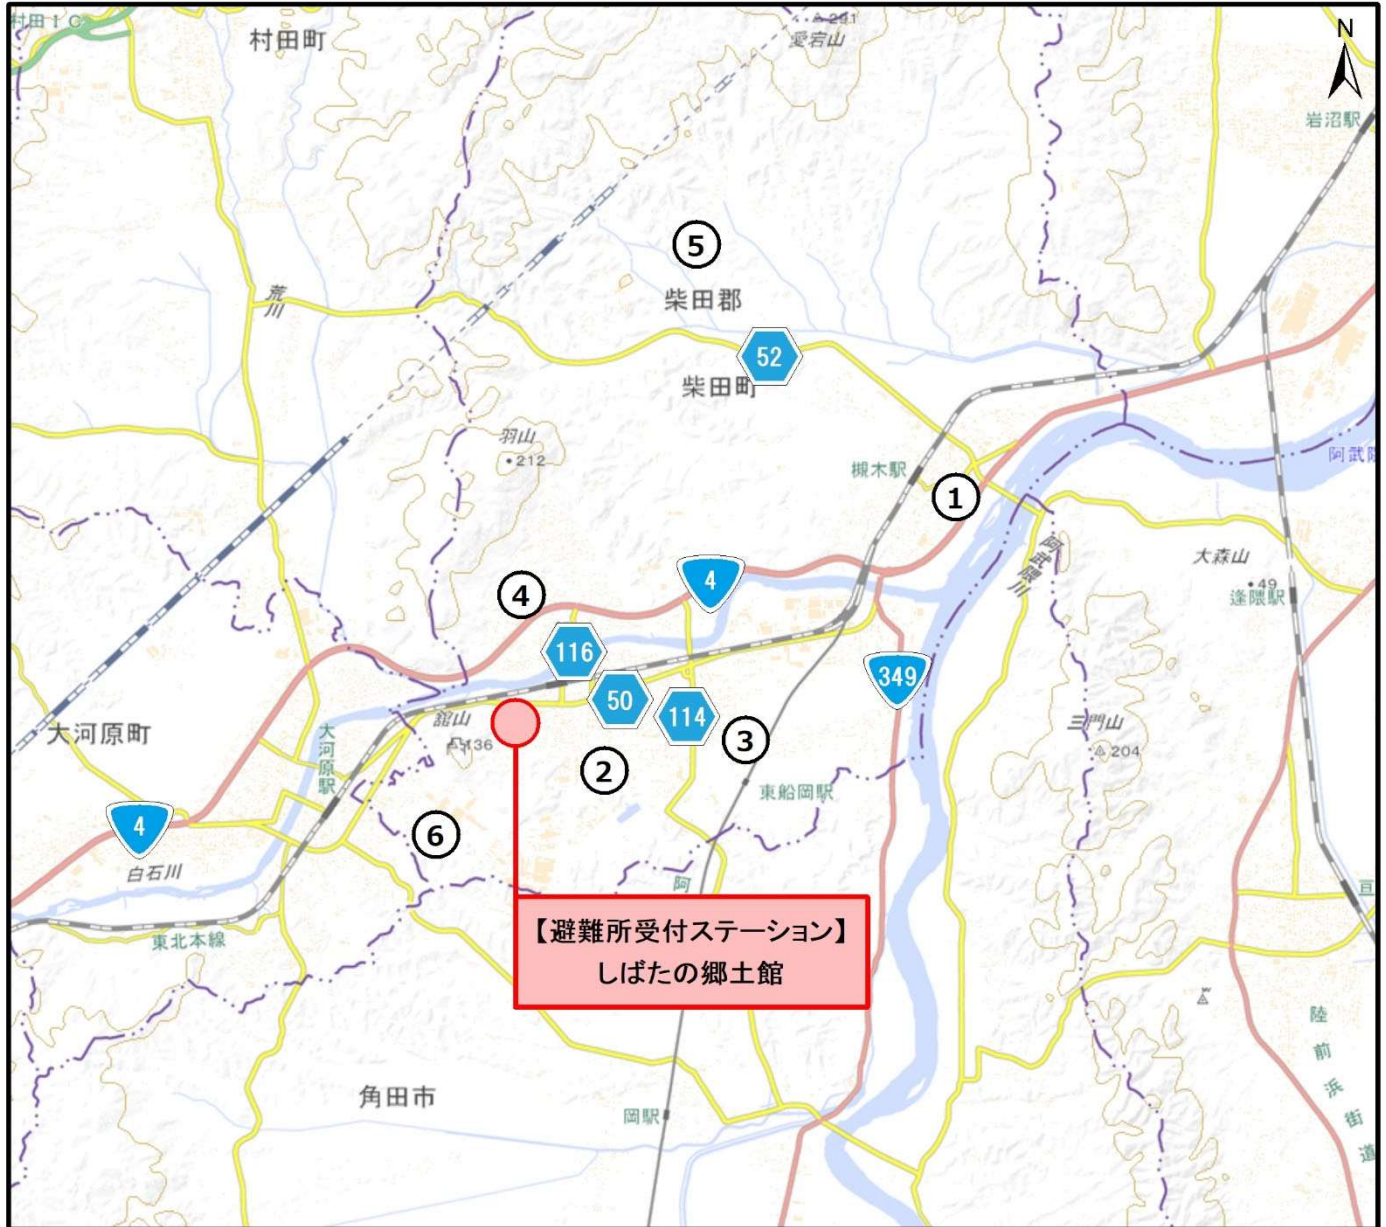 村田IC
村田町
291
愛宕山
N
岩沼駅
⑤
柴田郡
荒川
52
柴田町
羽山
212
槻木駅
①
阿武隈川
大森山
49
逢隈駅
4
④
116
349
50
114
③
舘山
136
大河原町
大河原駅
②
三門山
204
東船岡駅
4
⑥
白石川
阿
東北本線
【避難所受付ステーション】
しばたの郷土館
陸前浜街道
角田市
岡駅